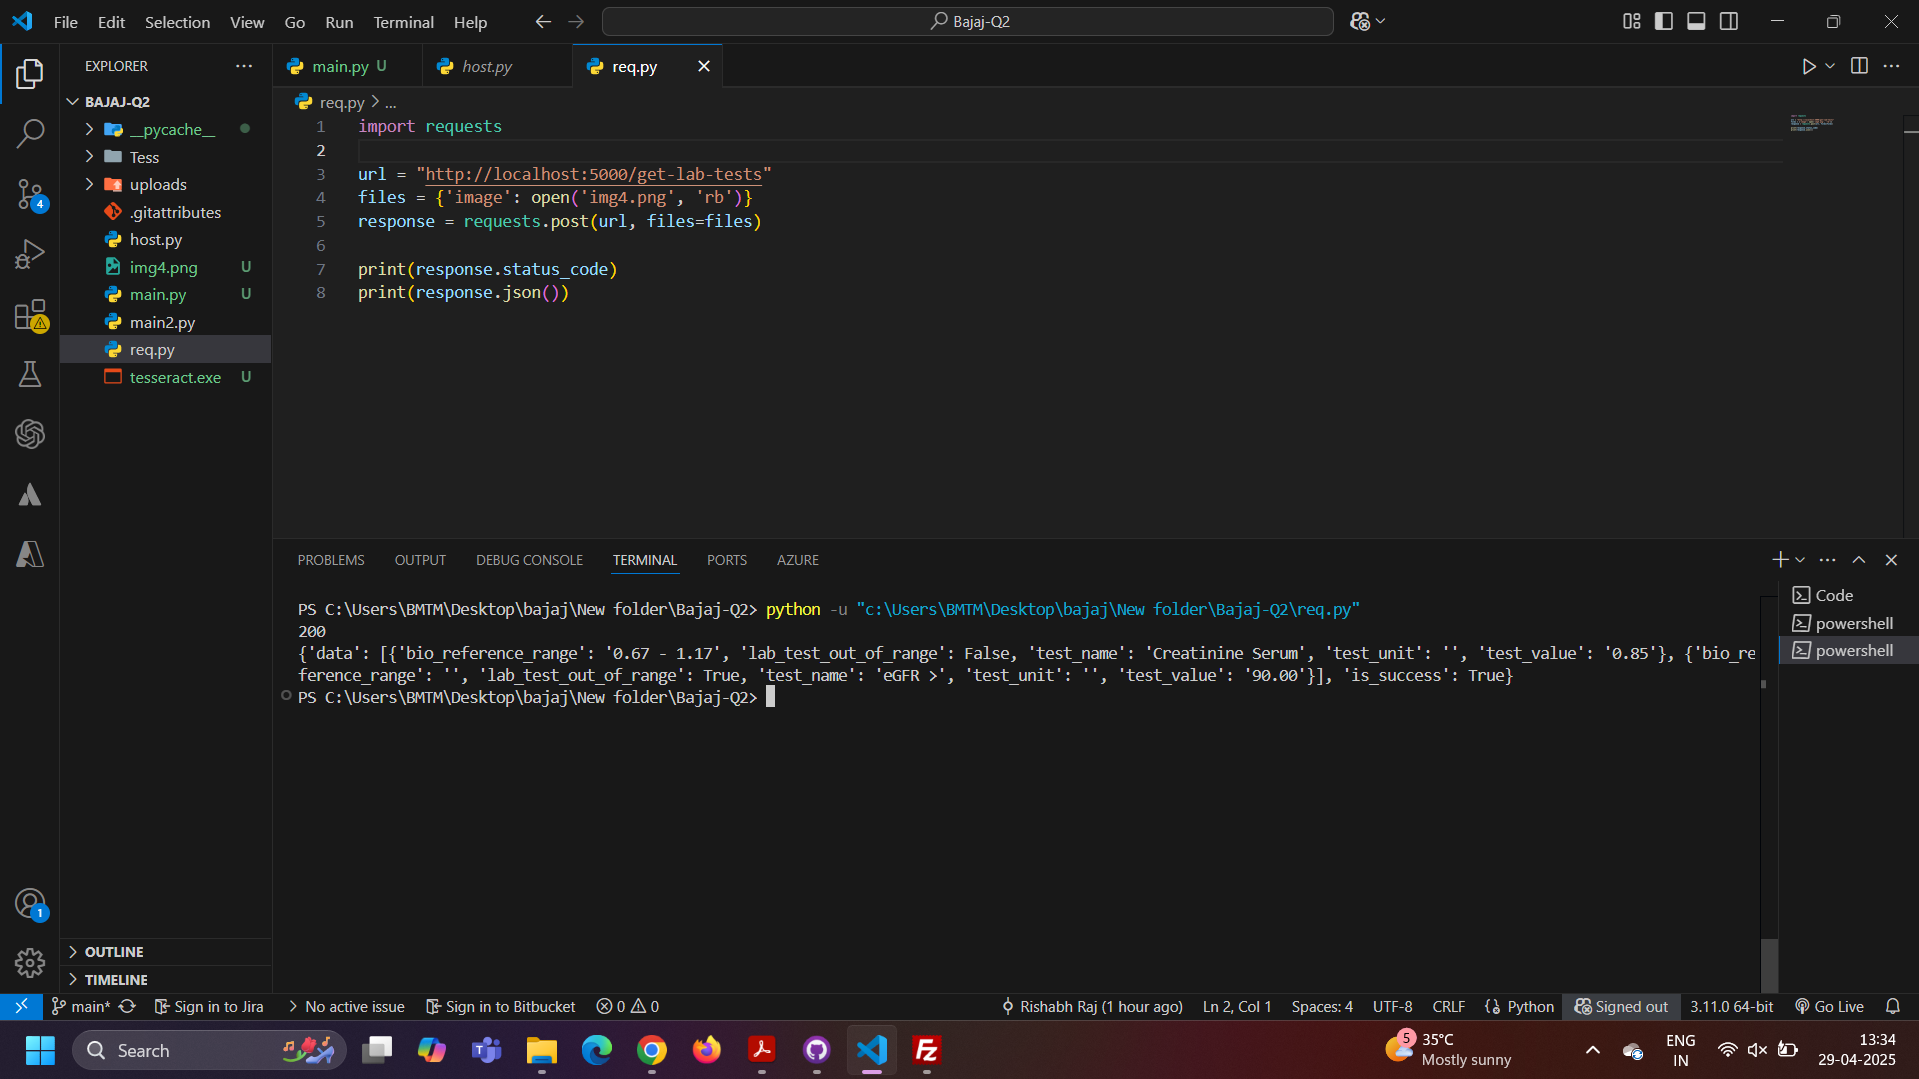 File Edit Selection View Go Run Terminal Help
Bajaj-Q2
EXPLORER
BAJAJ-Q2
__pycache__
Tess
uploads
.gitattributes
host.py
img4.png U
main.py U
main2.py
req.py
tesseract.exe U
OUTLINE
TIMELINE
main.py U host.py req.py
req.py > ...
1 import requests
2
3 url = "http://localhost:5000/get-lab-tests"
4 files = {'image': open('img4.png', 'rb')}
5 response = requests.post(url, files=files)
6
7 print(response.status_code)
8 print(response.json())
PROBLEMS OUTPUT DEBUG CONSOLE TERMINAL PORTS AZURE
PS C:\Users\BMTM\Desktop\bajaj\New folder\Bajaj-Q2> python -u "c:\Users\BMTM\Desktop\bajaj\New folder\Bajaj-Q2\req.py"
200
{'data': [{'bio_reference_range': '0.67 - 1.17', 'lab_test_out_of_range': False, 'test_name': 'Creatinine Serum', 'test_unit': '', 'test_value': '0.85'}, {'bio_re
ference_range': '', 'lab_test_out_of_range': True, 'test_name': 'eGFR >', 'test_unit': '', 'test_value': '90.00'}], 'is_success': True}
PS C:\Users\BMTM\Desktop\bajaj\New folder\Bajaj-Q2>
Code
powershell
powershell
4
1
main* Sign in to Jira No active issue Sign in to Bitbucket 0 0 Rishabh Raj (1 hour ago) Ln 2, Col 1 Spaces: 4 UTF-8 CRLF {} Python Signed out 3.11.0 64-bit Go Live
Search
5
35°C
Mostly sunny
ENG
IN
13:34
29-04-2025